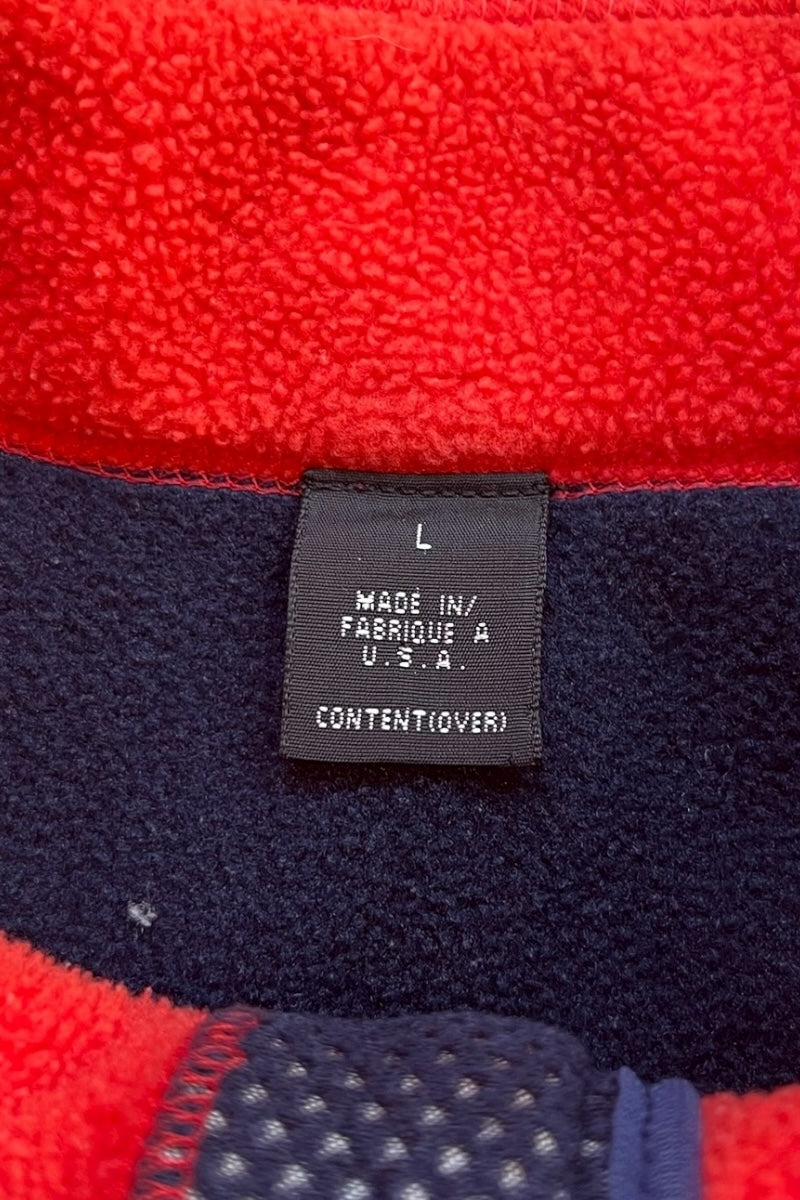 L
MADE IN/
FABRIQUE A
U.S.A.
CONTENT(OVER)